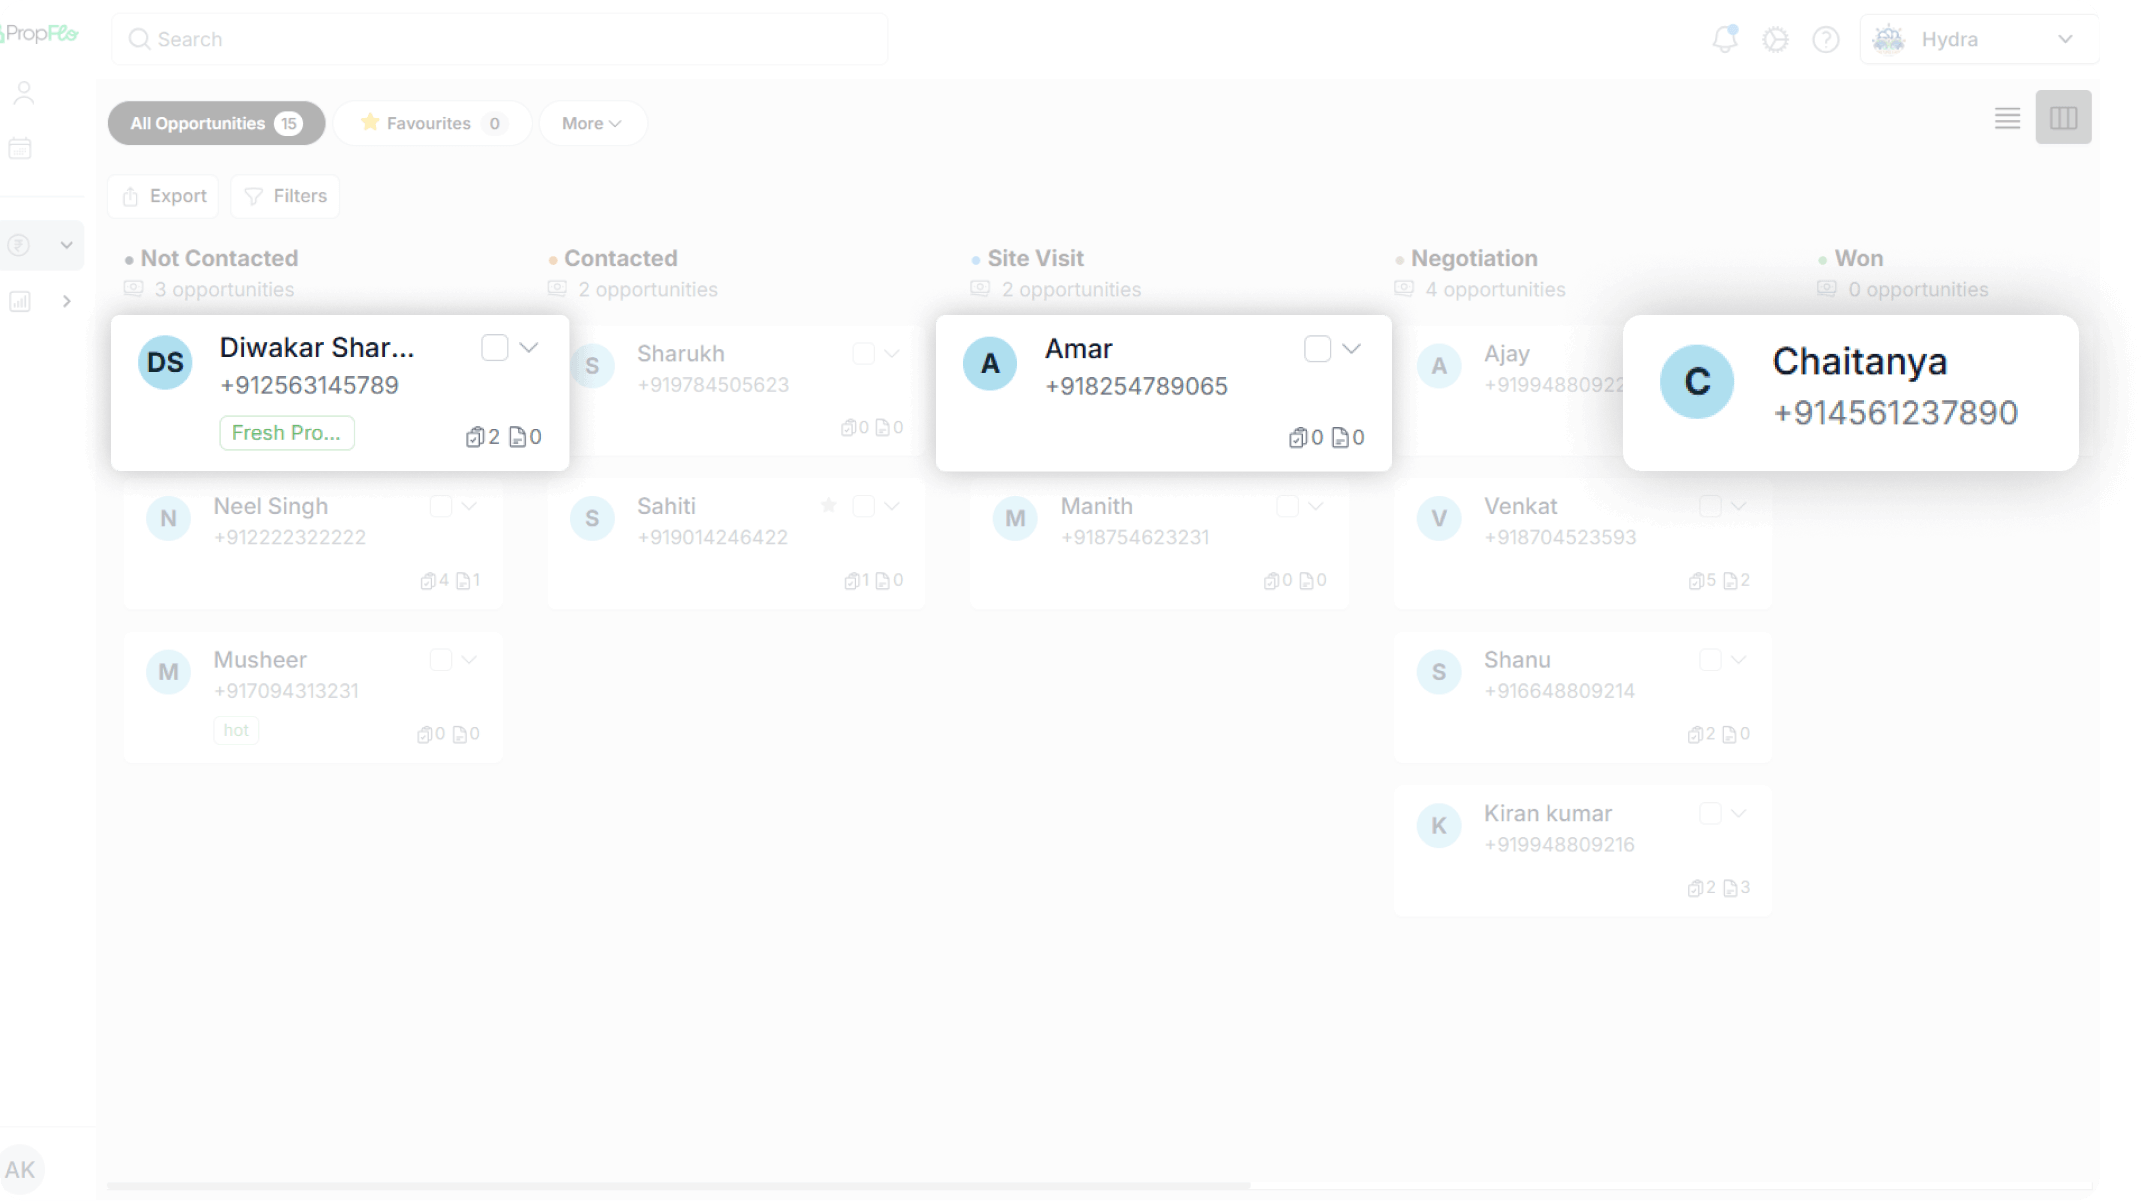 PropFlo
Search
Hydra
All Opportunities 15
Favourites 0
More
Export
Filters
Not Contacted
3 opportunities
Diwakar Shar...
DS
+912563145789
Fresh Pro...
2 0
Neel Singh
N
+912222322222
4 1
Musheer
M
+917094313231
hot
0 0
Contacted
2 opportunities
Sharukh
S
+919784505623
0 0
Sahiti
S
+919014246422
1 0
Site Visit
2 opportunities
Amar
A
+918254789065
0 0
Manith
M
+918754623231
0 0
Negotiation
4 opportunities
Ajay
A
+91994880922
Venkat
V
+918704523593
5 2
Shanu
S
+916648809214
2 0
Kiran kumar
K
+919948809216
2 3
Won
0 opportunities
Chaitanya
C
+914561237890
AK